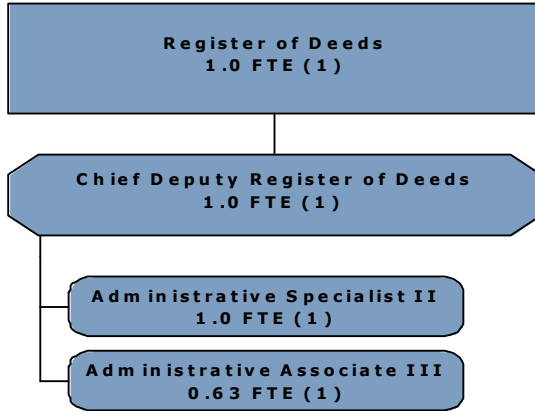 Register of Deeds
1.0 FTE (1)
Chief Deputy Register of Deeds
1.0 FTE (1)
Administrative Specialist II
1.0 FTE (1)
Administrative Associate III
0.63 FTE (1)